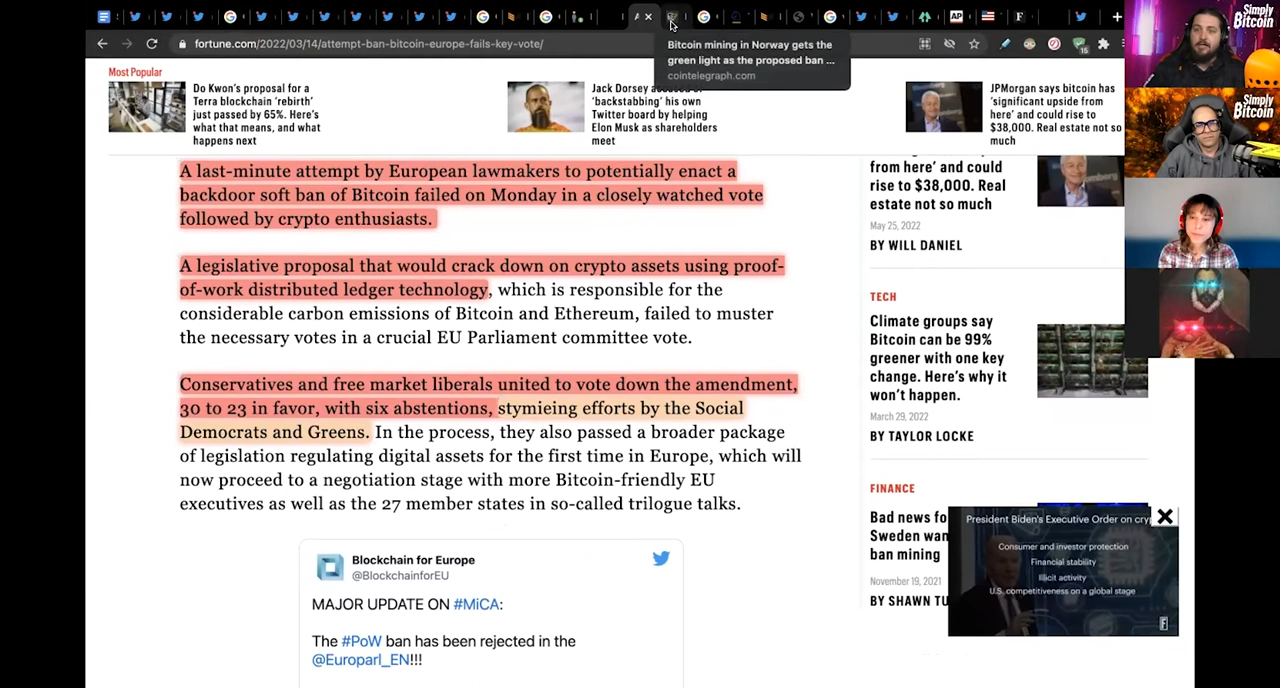 fortune.com/2022/03/14/attempt-ban-bitcoin-europe-fails-key-vote/
15
Bitcoin mining in Norway gets the
green light as the proposed ban ...
cointelegraph.com
Simply
Bitcoin
Simply
Bitcoin
Most Popular
Do Kwon's proposal for a
Terra blockchain 'rebirth'
just passed by 65%. Here's
what that means, and what
happens next
Jack Dorsey accused of
'backstabbing' his own
Twitter board by helping
Elon Musk as shareholders
meet
JPMorgan says bitcoin has
'significant upside from
here' and could rise to
$38,000. Real estate not so
much
A last-minute attempt by European lawmakers to potentially enact a
backdoor soft ban of Bitcoin failed on Monday in a closely watched vote
followed by crypto enthusiasts.
A legislative proposal that would crack down on crypto assets using proof-
of-work distributed ledger technology, which is responsible for the
considerable carbon emissions of Bitcoin and Ethereum, failed to muster
the necessary votes in a crucial EU Parliament committee vote.
Conservatives and free market liberals united to vote down the amendment,
30 to 23 in favor, with six abstentions, stymieing efforts by the Social
Democrats and Greens. In the process, they also passed a broader package
of legislation regulating digital assets for the first time in Europe, which will
now proceed to a negotiation stage with more Bitcoin-friendly EU
executives as well as the 27 member states in so-called trilogue talks.
Blockchain for Europe
@BlockchainforEU
MAJOR UPDATE ON #MiCA:
The #PoW ban has been rejected in the
@Europarl_EN!!!
from here' and could
rise to $38,000. Real
estate not so much
May 25, 2022
BY WILL DANIEL
TECH
Climate groups say
Bitcoin can be 99%
greener with one key
change. Here's why it
won't happen.
March 29, 2022
BY TAYLOR LOCKE
FINANCE
Bad news fo
Sweden wan
ban mining
November 19, 2021
BY SHAWN TU
President Biden's Executive Order on cry
Consumer and investor protection
Financial stability
Illicit activity
U.S. competitiveness on a global stage